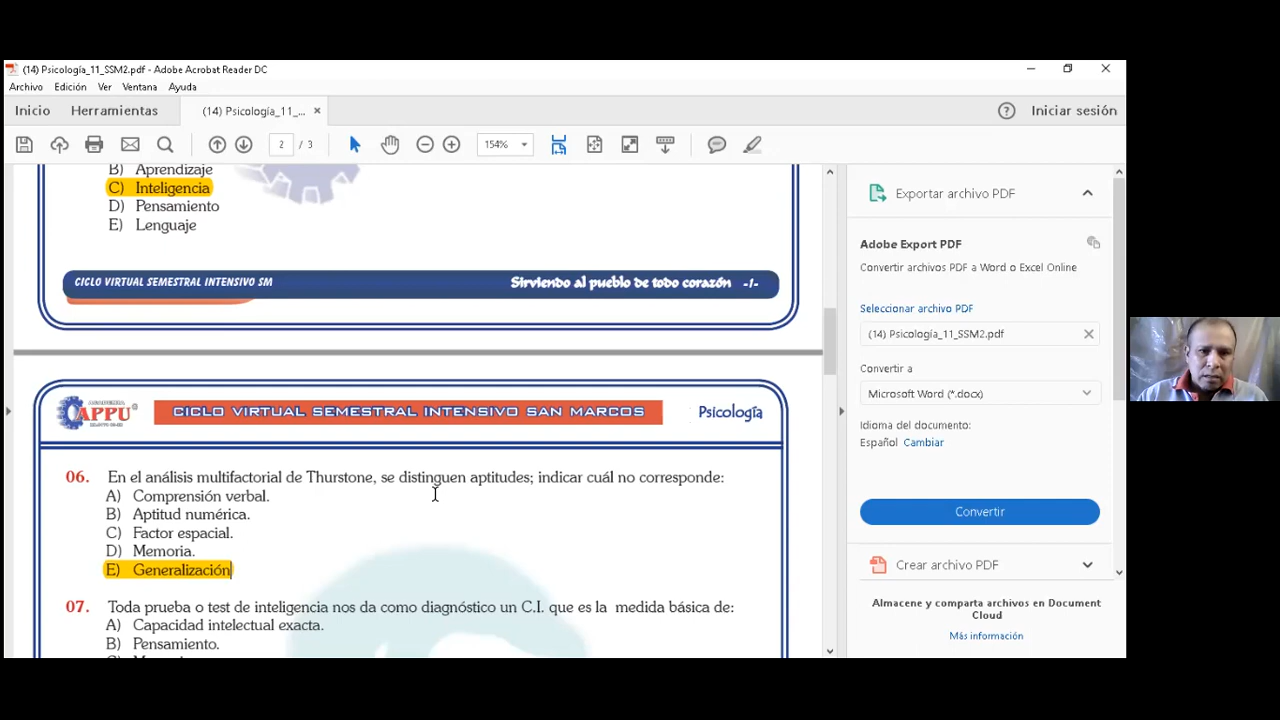 (14) Psicología_11_SSM2.pdf - Adobe Acrobat Reader DC
Archivo Edición Ver Ventana Ayuda
Inicio Herramientas (14) Psicología_11_... × Iniciar sesión
2 / 3 154%
B) Aprendizaje
C) Inteligencia
D) Pensamiento
E) Lenguaje
CICLO VIRTUAL SEMESTRAL INTENSIVO SM Sirviendo al pueblo de todo corazón -1-
ACADEMIA
APPU
CICLO VIRTUAL SEMESTRAL INTENSIVO SAN MARCOS Psicología
06. En el análisis multifactorial de Thurstone, se distinguen aptitudes; indicar cuál no corresponde:
A) Comprensión verbal.
B) Aptitud numérica.
C) Factor espacial.
D) Memoria.
E) Generalización
07. Toda prueba o test de inteligencia nos da como diagnóstico un C.I. que es la medida básica de:
A) Capacidad intelectual exacta.
B) Pensamiento.
Exportar archivo PDF
Adobe Export PDF
Convertir archivos PDF a Word o Excel Online
Seleccionar archivo PDF
(14) Psicología_11_SSM2.pdf
Convertir a
Microsoft Word (*.docx)
Idioma del documento:
Español Cambiar
Convertir
Crear archivo PDF
Almacene y comparta archivos en Document
Cloud
Más información